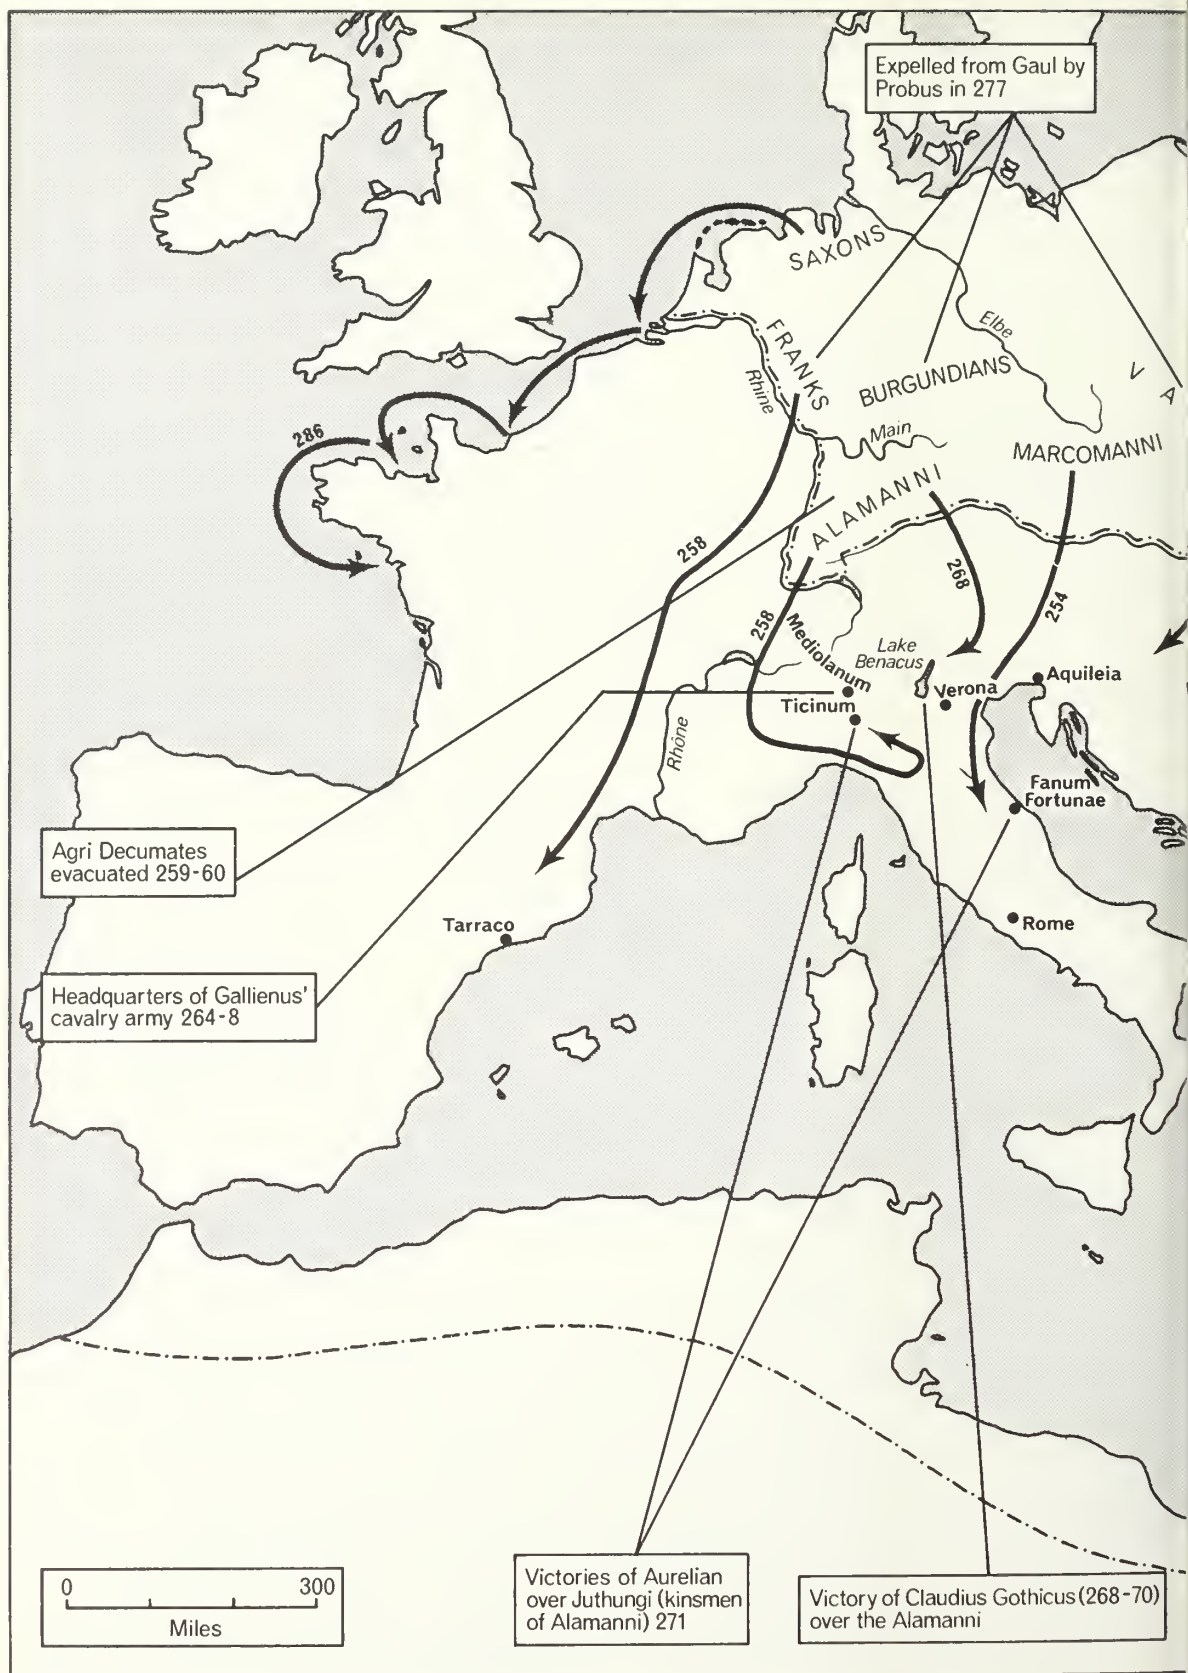 Expelled from Gaul by
Probus in 277
SAXONS
Elbe
FRANKS
Rhine
BURGUNDIANS
V A
Main
MARCOMANNI
286
ALAMANNI
258
268
254
258
Mediolanum
Lake
Benacus
Aquileia
Verona
Ticinum
Rhône
Fanum
Fortunae
Agri Decumates
evacuated 259-60
Tarraco
Rome
Headquarters of Gallienus'
cavalry army 264-8
0 300
Miles
Victories of Aurelian
over Juthungi (kinsmen
of Alamanni) 271
Victory of Claudius Gothicus (268-70)
over the Alamanni